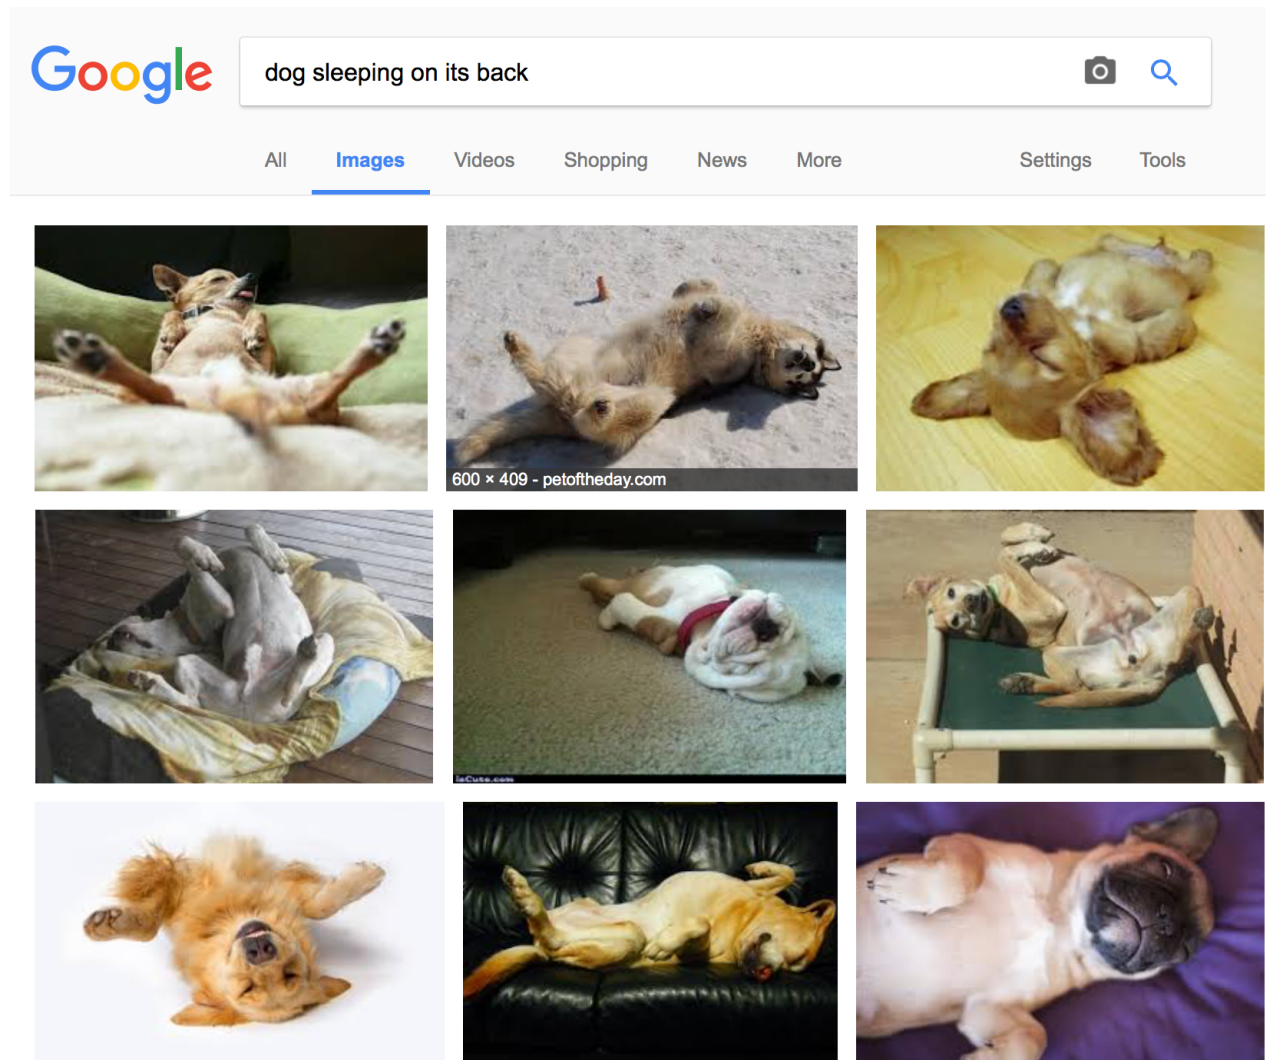 Google
dog sleeping on its back
All Images Videos Shopping News More Settings Tools
600 × 409 - petoftheday.com